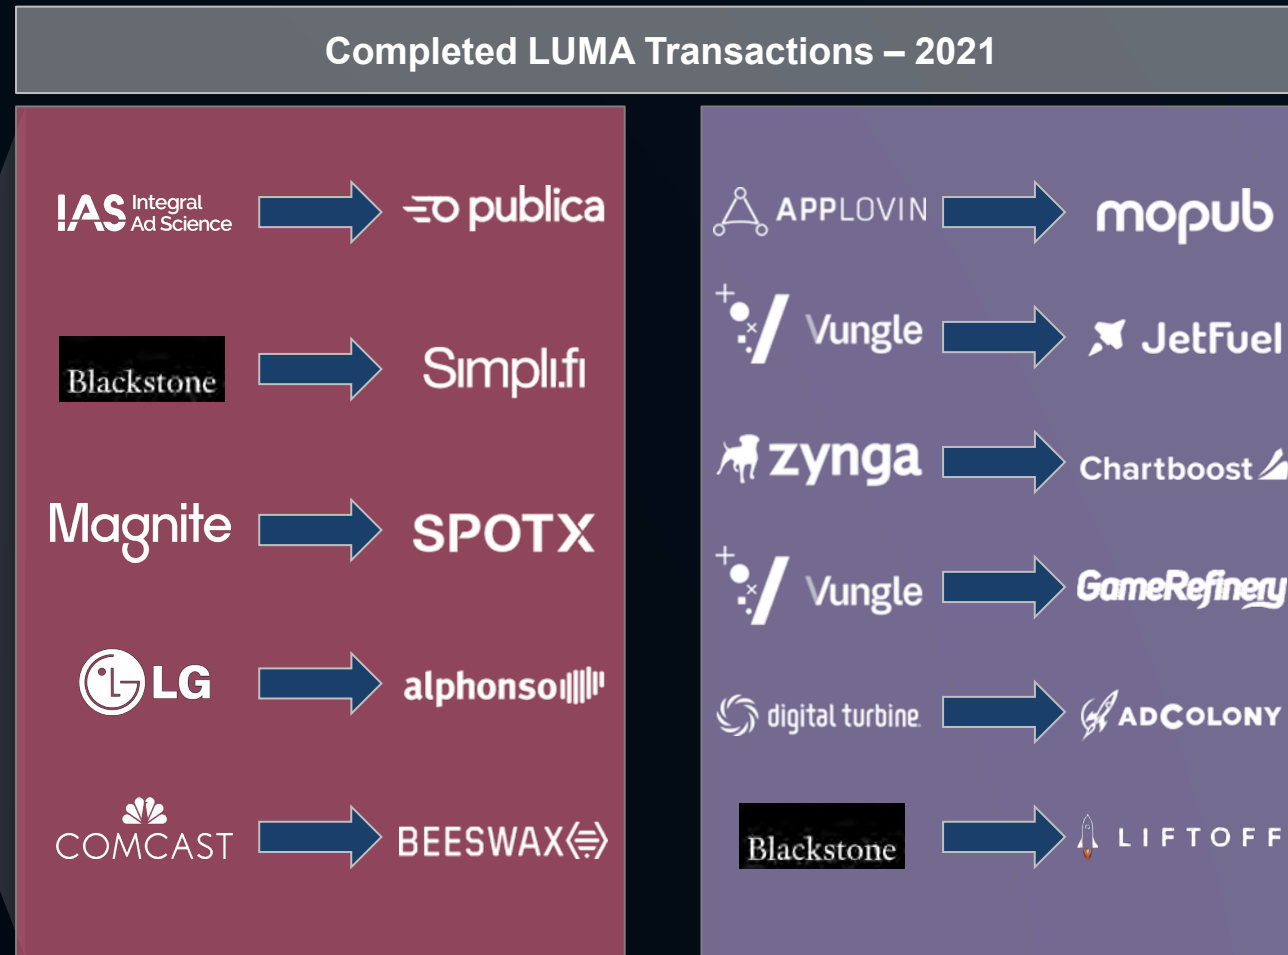 Completed LUMA Transactions – 2021
IAS Integral
Ad Science
publica
Blackstone
Simpli.fi
Magnite
SPOTX
LG
alphonso
COMCAST
BEESWAX
APPLOVIN
mopub
Vungle
JetFuel
zynga
Chartboost
Vungle
GameRefinery
digital turbine
ADCOLONY
Blackstone
LIFTOFF